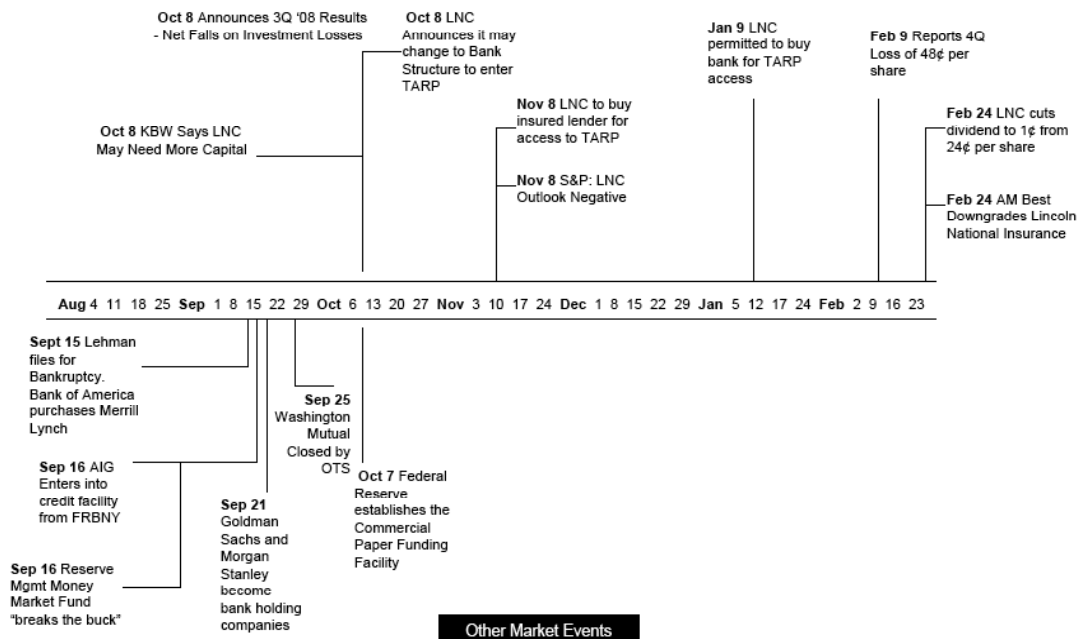 Oct 8 Announces 3Q '08 Results
- Net Falls on Investment Losses
Oct 8 LNC
Announces it may
change to Bank
Structure to enter
TARP
Jan 9 LNC
permitted to buy
bank for TARP
access
Feb 9 Reports 4Q
Loss of 48¢ per
share
Oct 8 KBW Says LNC
May Need More Capital
Nov 8 LNC to buy
insured lender for
access to TARP
Nov 8 S&P: LNC
Outlook Negative
Feb 24 LNC cuts
dividend to 1¢ from
24¢ per share
Feb 24 AM Best
Downgrades Lincoln
National Insurance
Aug 4 11 18 25 Sep 1 8 15 22 29 Oct 6 13 20 27 Nov 3 10 17 24 Dec 1 8 15 22 29 Jan 5 12 17 24 Feb 2 9 16 23
Sept 15 Lehman
files for
Bankruptcy.
Bank of America
purchases Merrill
Lynch
Sep 16 AIG
Enters into
credit facility
from FRBNY
Sep 16 Reserve
Mgmt Money
Market Fund
"breaks the buck"
Sep 21
Goldman
Sachs and
Morgan
Stanley
become
bank holding
companies
Sep 25
Washington
Mutual
Closed by
OTS
Oct 7 Federal
Reserve
establishes the
Commercial
Paper Funding
Facility
Other Market Events